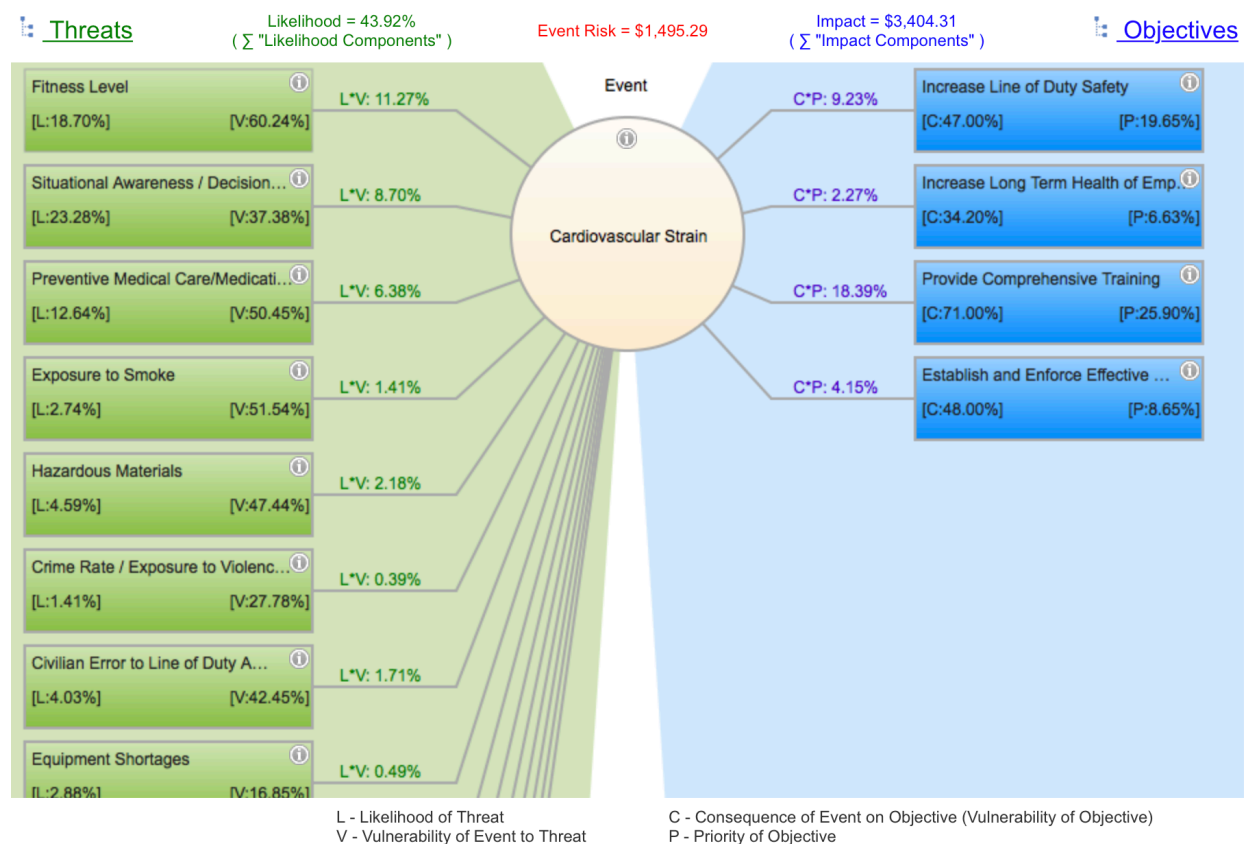 Threats
Likelihood = 43.92%
( ∑ "Likelihood Components" )
Event Risk = $1,495.29
Impact = $3,404.31
( ∑ "Impact Components" )
Objectives
Fitness Level
[L:18.70%] [V:60.24%]
L*V: 11.27%
Situational Awareness / Decision...
[L:23.28%] [V:37.38%]
L*V: 8.70%
Preventive Medical Care/Medicati...
[L:12.64%] [V:50.45%]
L*V: 6.38%
Exposure to Smoke
[L:2.74%] [V:51.54%]
L*V: 1.41%
Hazardous Materials
[L:4.59%] [V:47.44%]
L*V: 2.18%
Crime Rate / Exposure to Violenc...
[L:1.41%] [V:27.78%]
L*V: 0.39%
Civilian Error to Line of Duty A...
[L:4.03%] [V:42.45%]
L*V: 1.71%
Equipment Shortages
[L:2.88%] [V:16.85%]
L*V: 0.49%
Event
Cardiovascular Strain
C*P: 9.23%
Increase Line of Duty Safety
[C:47.00%] [P:19.65%]
C*P: 2.27%
Increase Long Term Health of Emp...
[C:34.20%] [P:6.63%]
C*P: 18.39%
Provide Comprehensive Training
[C:71.00%] [P:25.90%]
C*P: 4.15%
Establish and Enforce Effective ...
[C:48.00%] [P:8.65%]
L - Likelihood of Threat
V - Vulnerability of Event to Threat
C - Consequence of Event on Objective (Vulnerability of Objective)
P - Priority of Objective